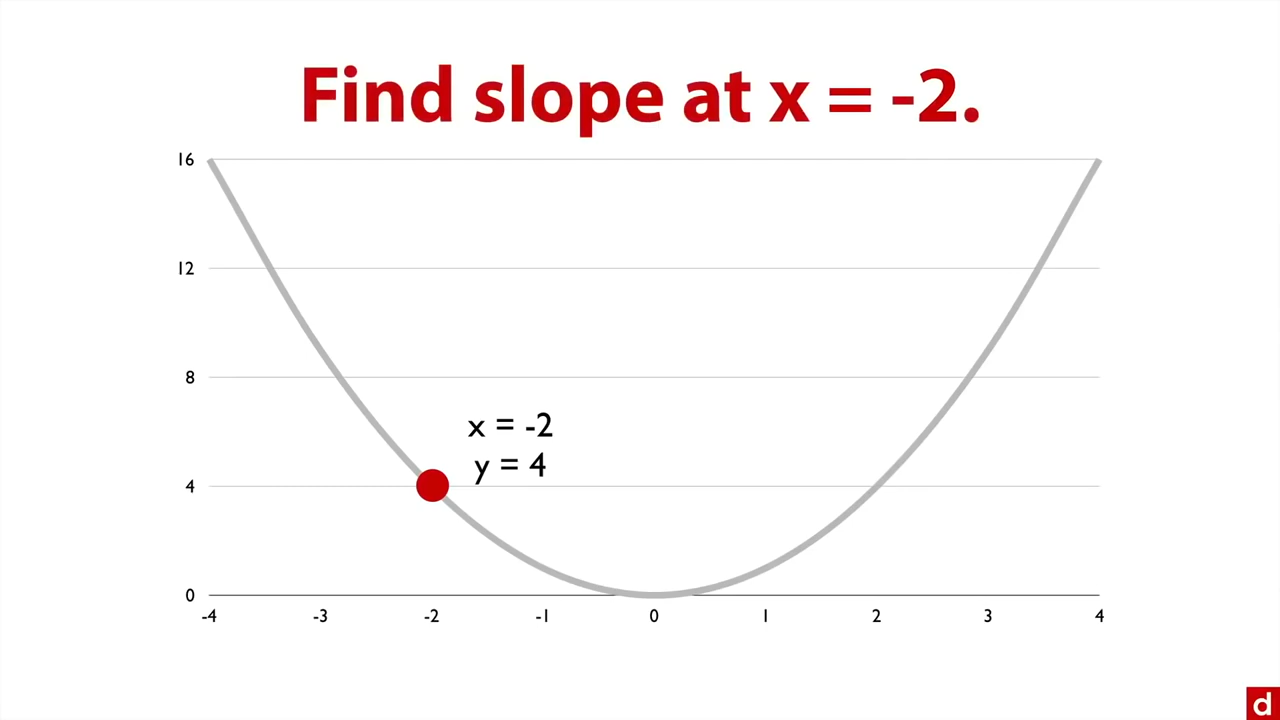 Find slope at x = -2.
16
12
8
x = -2
y = 4
4
0
-4 -3 -2 -1 0 1 2 3 4
d